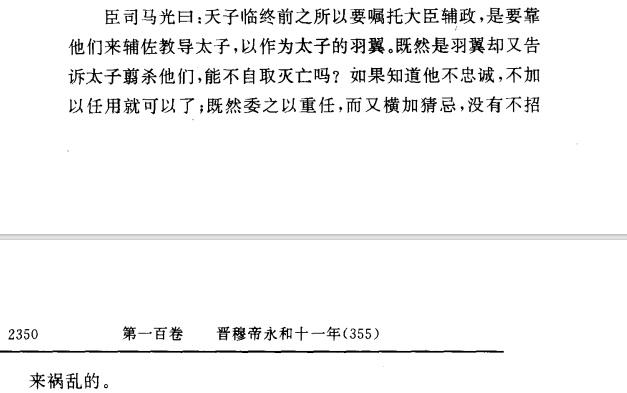 臣司马光曰:天子临终前之所以要嘱托大臣辅政,是要靠
他们来辅佐教导太子,以作为太子的羽翼。既然是羽翼却又告
诉太子翦杀他们,能不自取灭亡吗?如果知道他不忠诚,不加
以任用就可以了;既然委之以重任,而又横加猜忌,没有不招
2350 第一百卷 晋穆帝永和十一年(355)
来祸乱的。